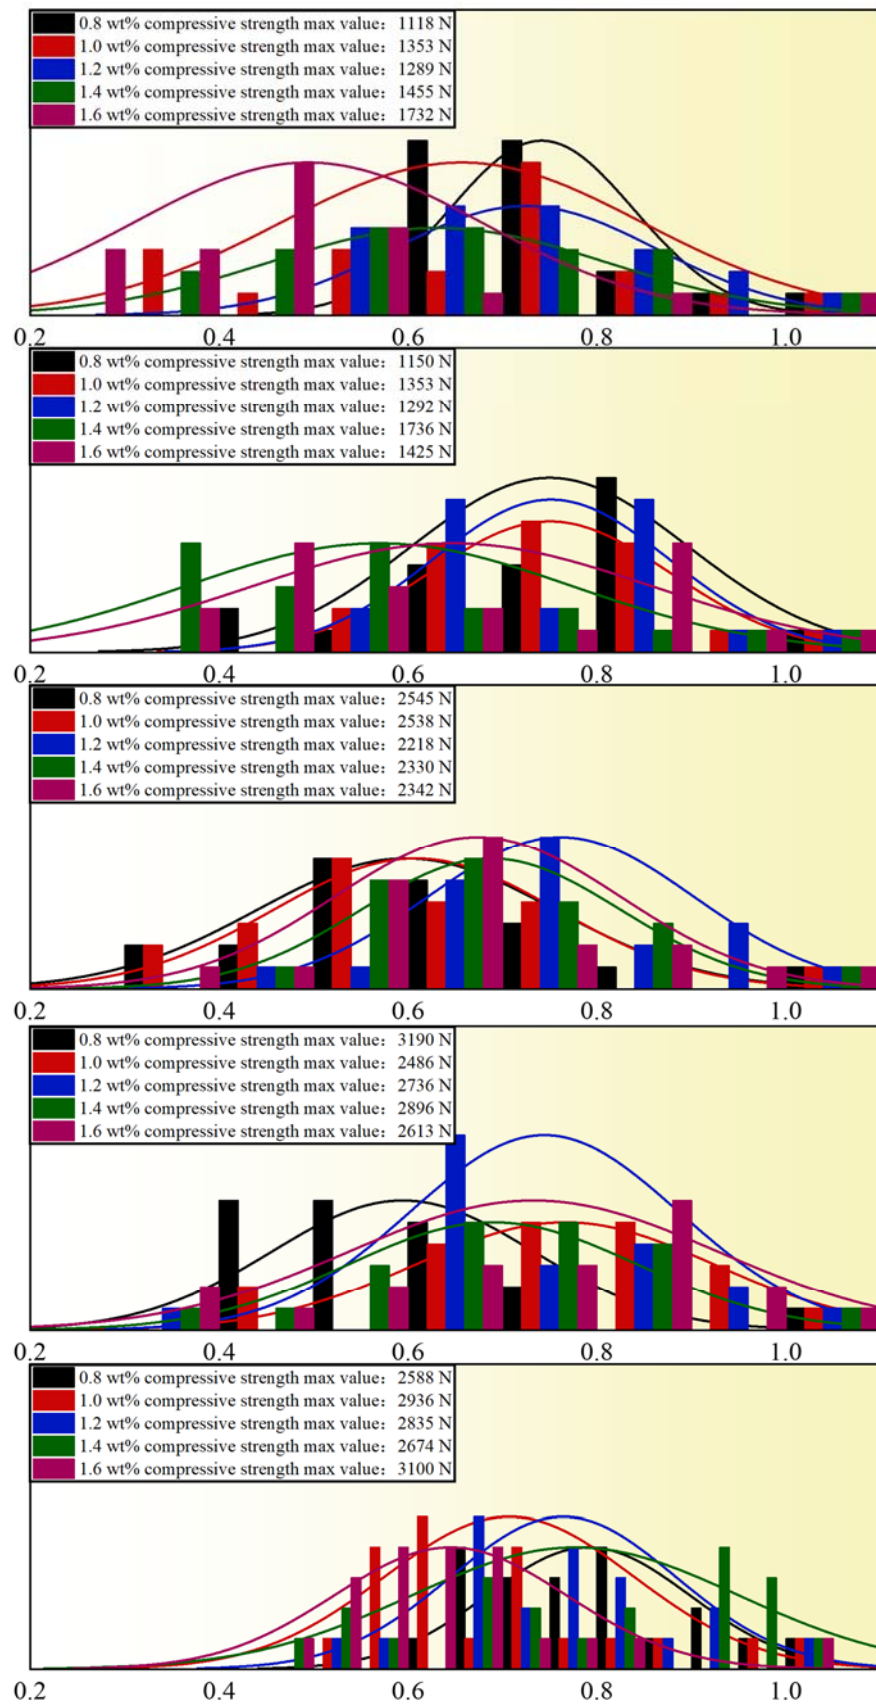 0.8 wt% compressive strength max value：1118 N
1.0 wt% compressive strength max value：1353 N
1.2 wt% compressive strength max value：1289 N
1.4 wt% compressive strength max value：1455 N
1.6 wt% compressive strength max value：1732 N
0.2 0.4 0.6 0.8 1.0
0.8 wt% compressive strength max value：1150 N
1.0 wt% compressive strength max value：1353 N
1.2 wt% compressive strength max value：1292 N
1.4 wt% compressive strength max value：1736 N
1.6 wt% compressive strength max value：1425 N
0.2 0.4 0.6 0.8 1.0
0.8 wt% compressive strength max value：2545 N
1.0 wt% compressive strength max value：2538 N
1.2 wt% compressive strength max value：2218 N
1.4 wt% compressive strength max value：2330 N
1.6 wt% compressive strength max value：2342 N
0.2 0.4 0.6 0.8 1.0
0.8 wt% compressive strength max value：3190 N
1.0 wt% compressive strength max value：2486 N
1.2 wt% compressive strength max value：2736 N
1.4 wt% compressive strength max value：2896 N
1.6 wt% compressive strength max value：2613 N
0.2 0.4 0.6 0.8 1.0
0.8 wt% compressive strength max value：2588 N
1.0 wt% compressive strength max value：2936 N
1.2 wt% compressive strength max value：2835 N
1.4 wt% compressive strength max value：2674 N
1.6 wt% compressive strength max value：3100 N
0.2 0.4 0.6 0.8 1.0